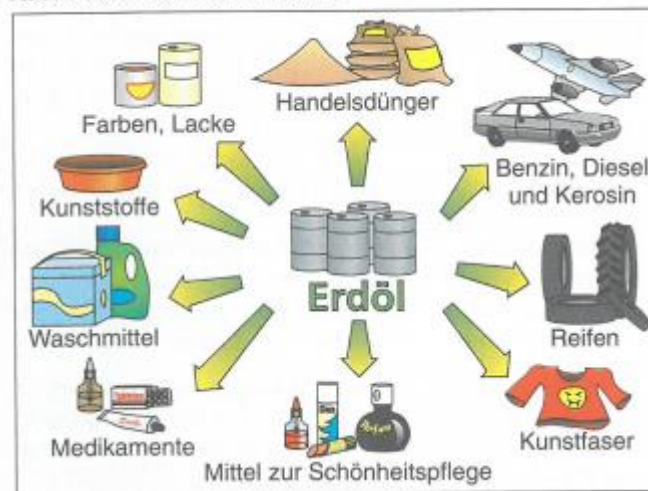 Handelsdünger
Farben, Lacke
Benzin, Diesel
und Kerosin
Kunststoffe
Erdöl
Waschmittel
Reifen
Medikamente
Kunstfaser
Mittel zur Schönheitspflege